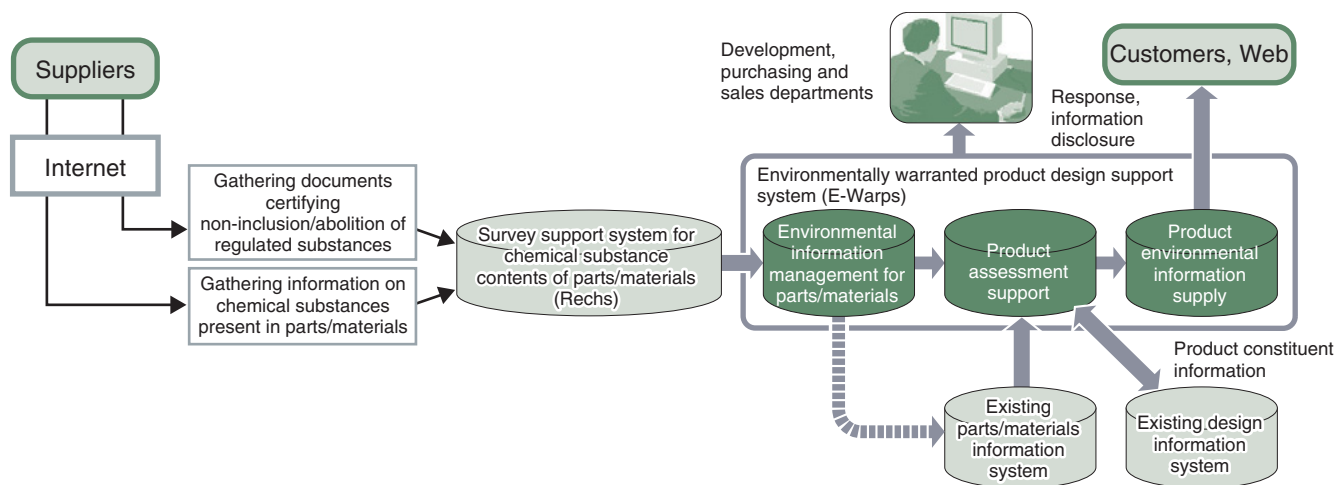 Suppliers
Internet
Gathering documents
certifying
non-inclusion/abolition of
regulated substances
Gathering information on
chemical substances
present in parts/materials
Survey support system for
chemical substance
contents of parts/materials
(Rechs)
Development,
purchasing and
sales departments
Customers, Web
Response,
information
disclosure
Environmentally warranted product design support
system (E-Warps)
Environmental
information
management for
parts/materials
Product
assessment
support
Product
environmental
information
supply
Product constituent
information
Existing
parts/materials
information
system
Existing design
information
system